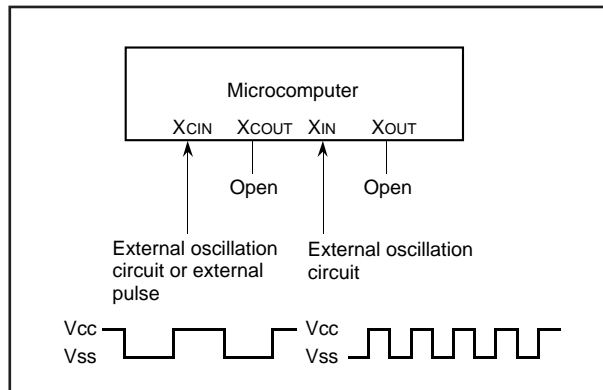 Microcomputer
XCIN XCOUT XIN XOUT
Open Open
External oscillation
circuit or external
pulse
External oscillation
circuit
Vcc Vcc
Vss Vss